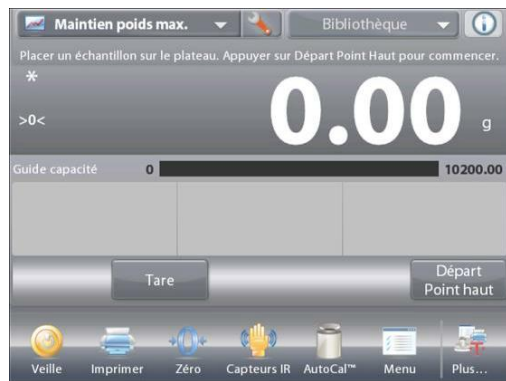 Maintien poids max. Bibliothèque
Placer un échantillon sur le plateau. Appuyer sur Départ Point Haut pour commencer.
*
>0< 0.00 g
Guide capacité 0 10200.00
Tare Départ Point haut
Veille Imprimer Zéro Capteurs IR AutoCal™ Menu Plus...